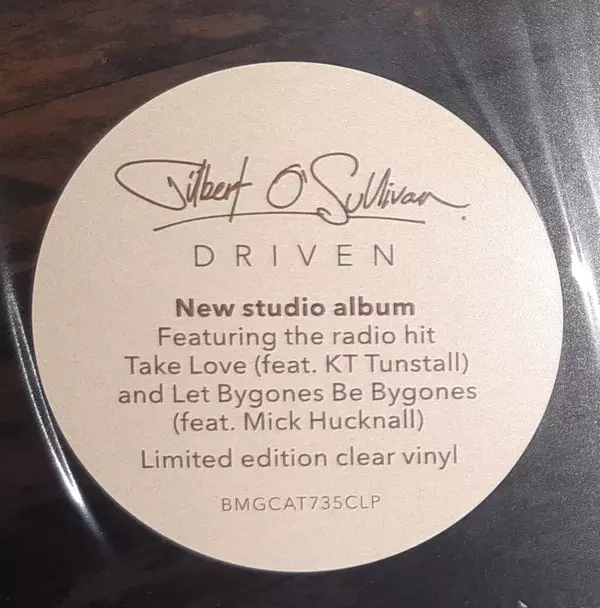 Gilbert O'Sullivan
DRIVEN
New studio album
Featuring the radio hit
Take Love (feat. KT Tunstall)
and Let Bygones Be Bygones
(feat. Mick Hucknall)
Limited edition clear vinyl
BMGCAT735CLP